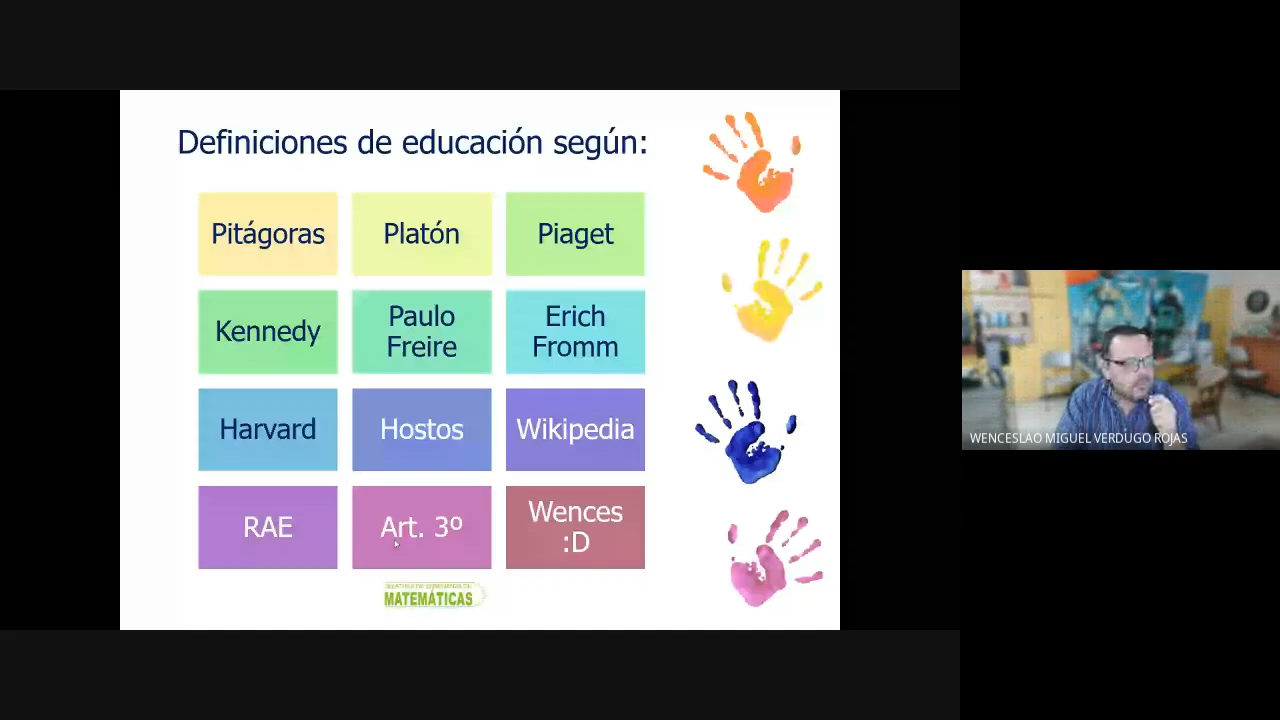 Definiciones de educación según:
Pitágoras
Platón
Piaget
Kennedy
Paulo
Freire
Erich
Fromm
Harvard
Hostos
Wikipedia
RAE
Art. 3º
Wences
:D
MATEMÁTICAS
WENCESLAO MIGUEL VERDUGO ROJAS